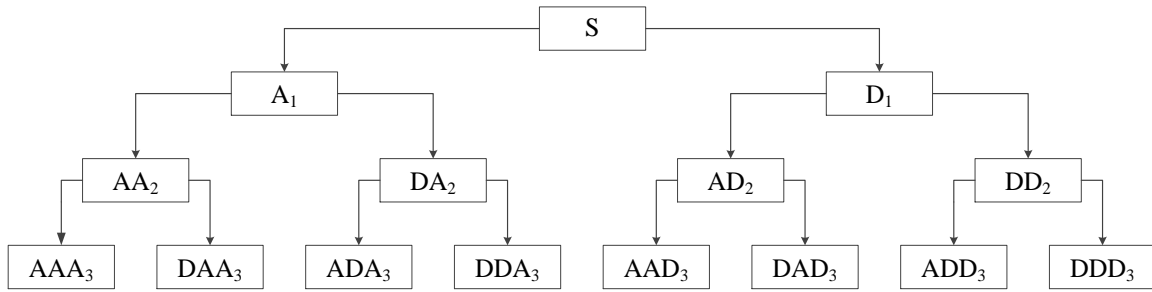 S
A₁ D₁
AA₂ DA₂ AD₂ DD₂
AAA₃ DAA₃ ADA₃ DDA₃ AAD₃ DAD₃ ADD₃ DDD₃